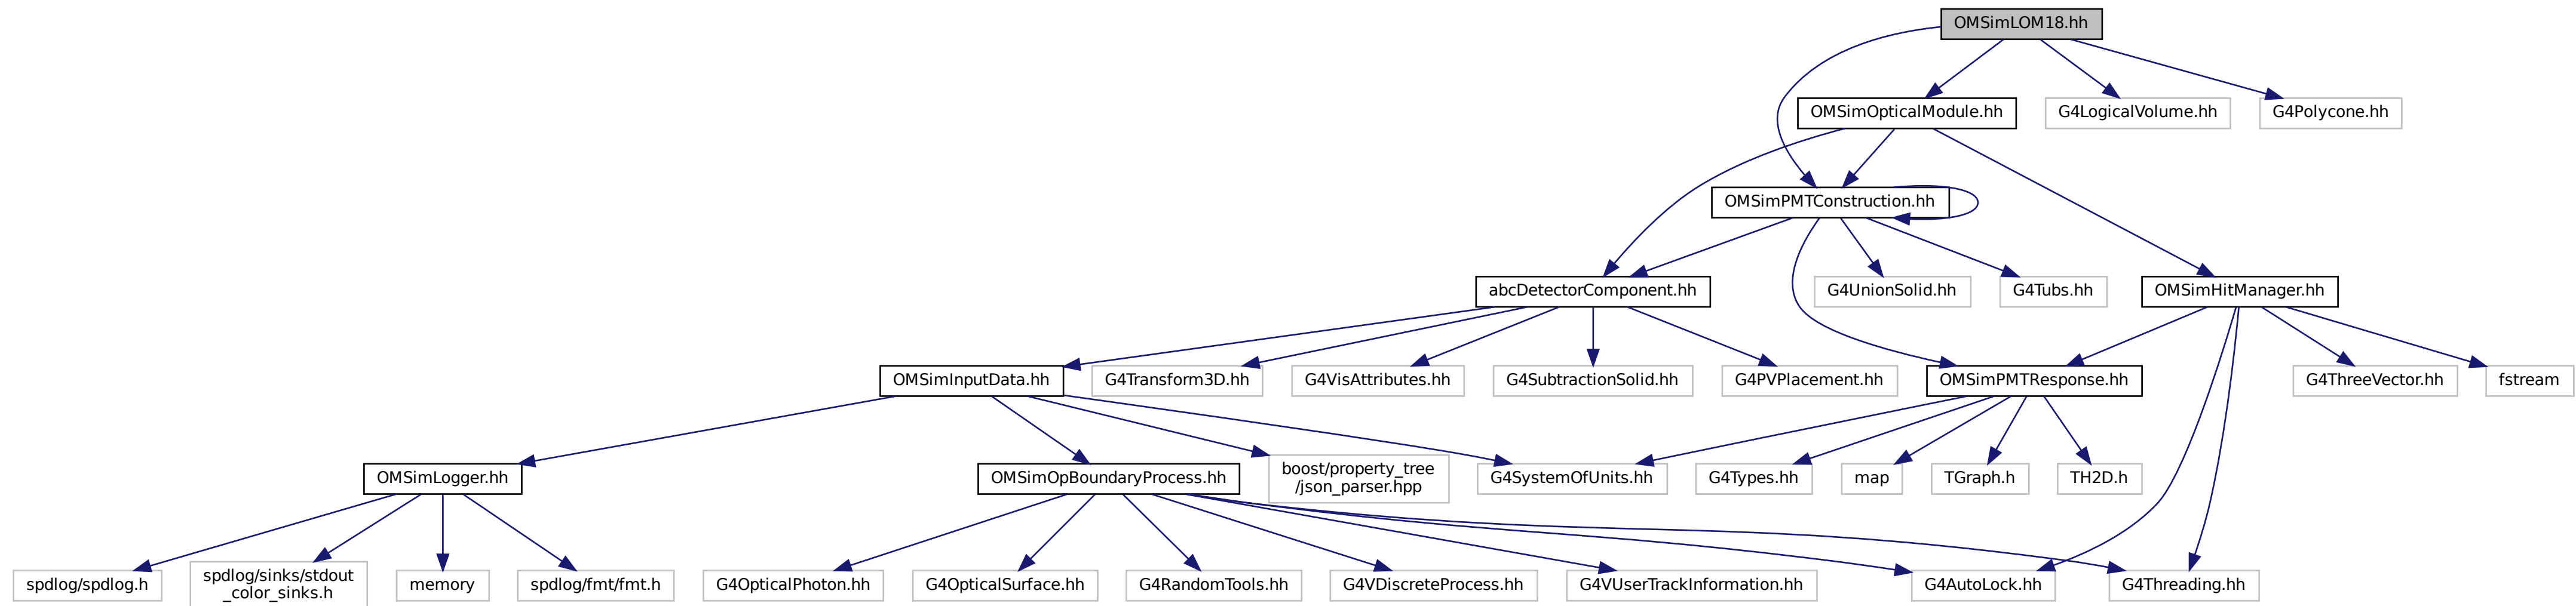 OMSimLOM18.hh
OMSimOpticalModule.hh
G4LogicalVolume.hh
G4Polycone.hh
OMSimPMTConstruction.hh
abcDetectorComponent.hh
G4UnionSolid.hh
G4Tubs.hh
OMSimHitManager.hh
OMSimInputData.hh
G4Transform3D.hh
G4VisAttributes.hh
G4SubtractionSolid.hh
G4PVPlacement.hh
OMSimPMTResponse.hh
G4ThreeVector.hh
fstream
OMSimLogger.hh
OMSimOpBoundaryProcess.hh
boost/property_tree
/json_parser.hpp
G4SystemOfUnits.hh
G4Types.hh
map
TGraph.h
TH2D.h
spdlog/spdlog.h
spdlog/sinks/stdout
_color_sinks.h
memory
spdlog/fmt/fmt.h
G4OpticalPhoton.hh
G4OpticalSurface.hh
G4RandomTools.hh
G4VDiscreteProcess.hh
G4VUserTrackInformation.hh
G4AutoLock.hh
G4Threading.hh